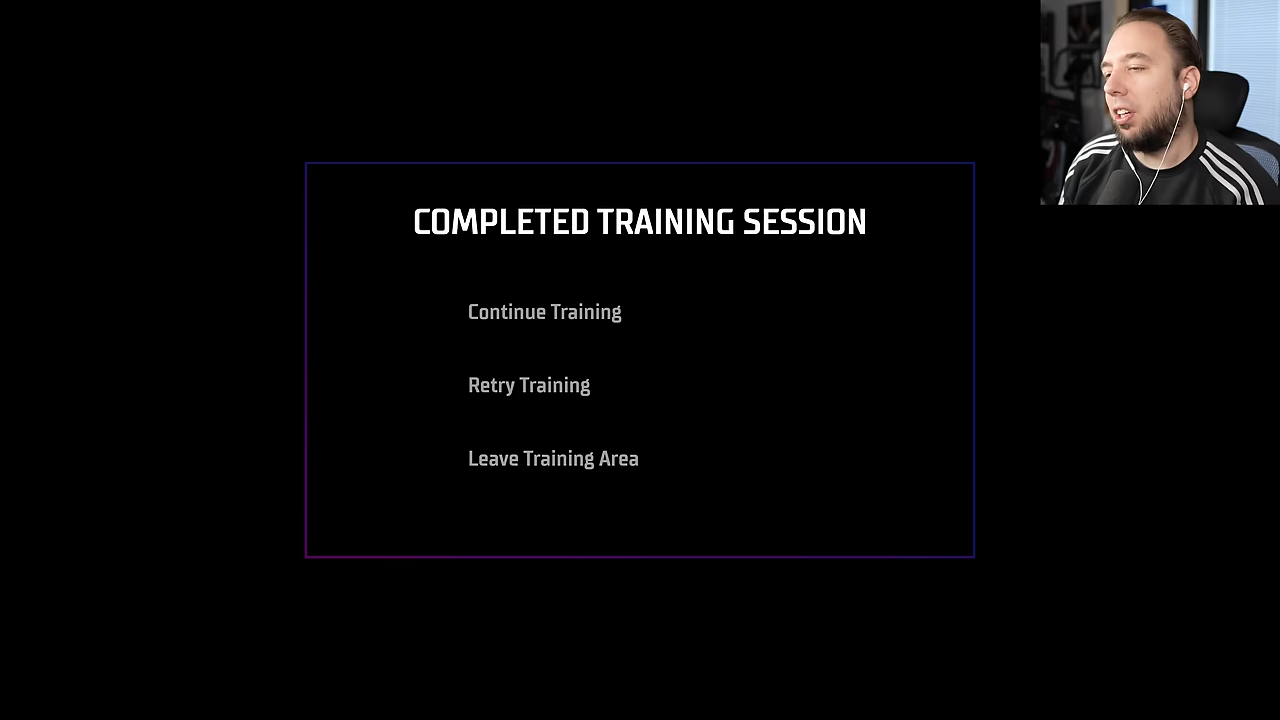 COMPLETED TRAINING SESSION
Continue Training
Retry Training
Leave Training Area